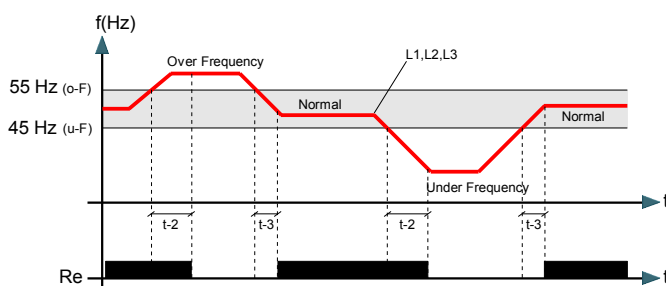 f(Hz)
Over Frequency
L1,L2,L3
55 Hz (o-F)
Normal
Normal
45 Hz (u-F)
Under Frequency
f
t-2
t-3
t-2
t-3
Re
f